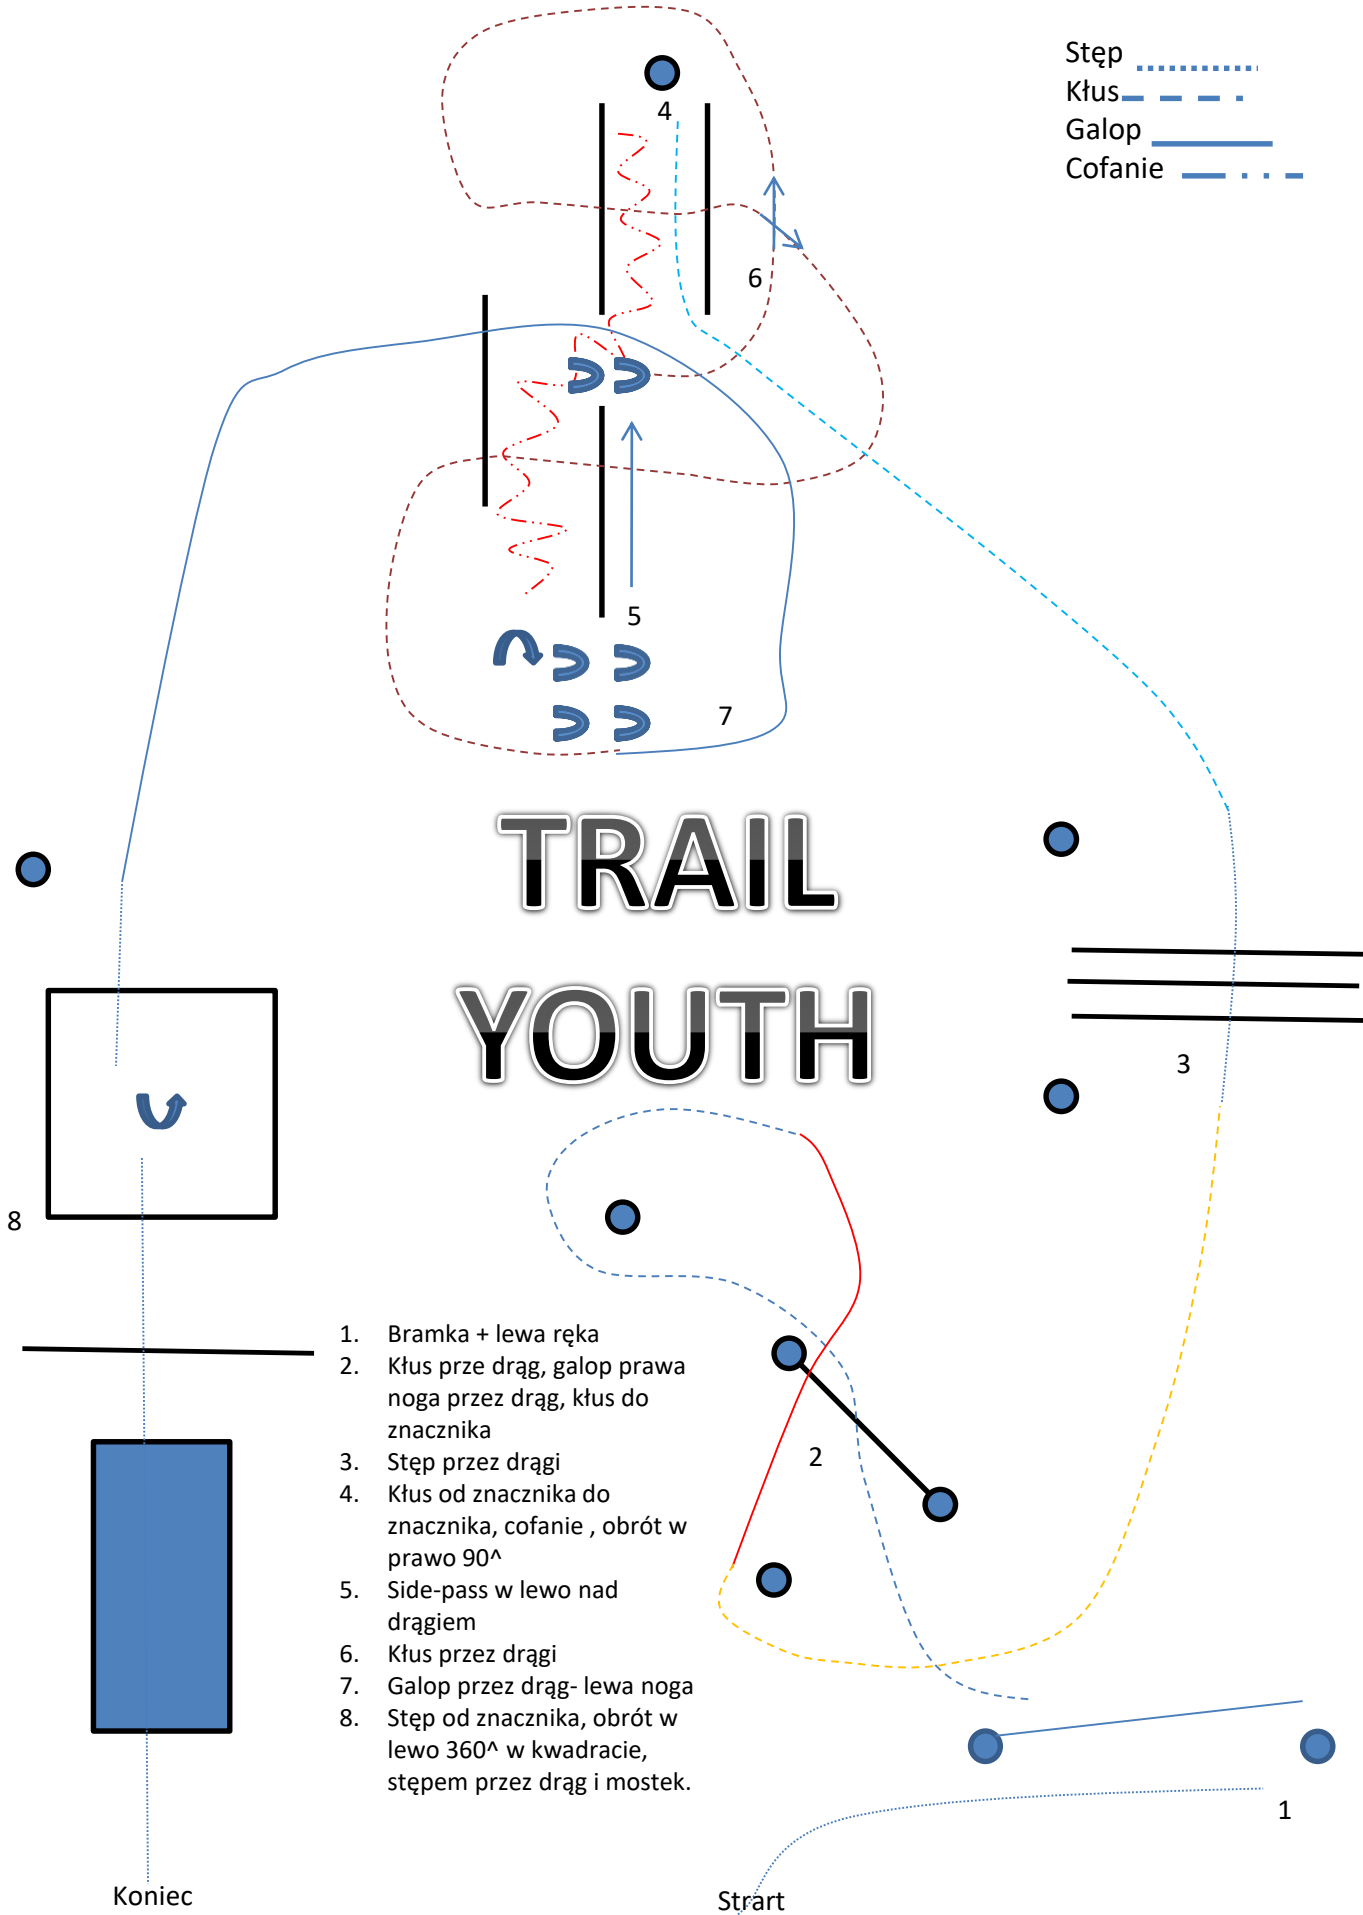 Stęp
Kłus
Galop
Cofanie
4
6
5
7
TRAIL
YOUTH
3
8
2
1. Bramka + lewa ręka
2. Kłus prze drąg, galop prawa
noga przez drąg, kłus do
znacznika
3. Stęp przez drągi
4. Kłus od znacznika do
znacznika, cofanie , obrót w
prawo 90^
5. Side-pass w lewo nad
drągiem
6. Kłus przez drągi
7. Galop przez drąg- lewa noga
8. Stęp od znacznika, obrót w
lewo 360^ w kwadracie,
stępem przez drąg i mostek.
1
Koniec
Strart